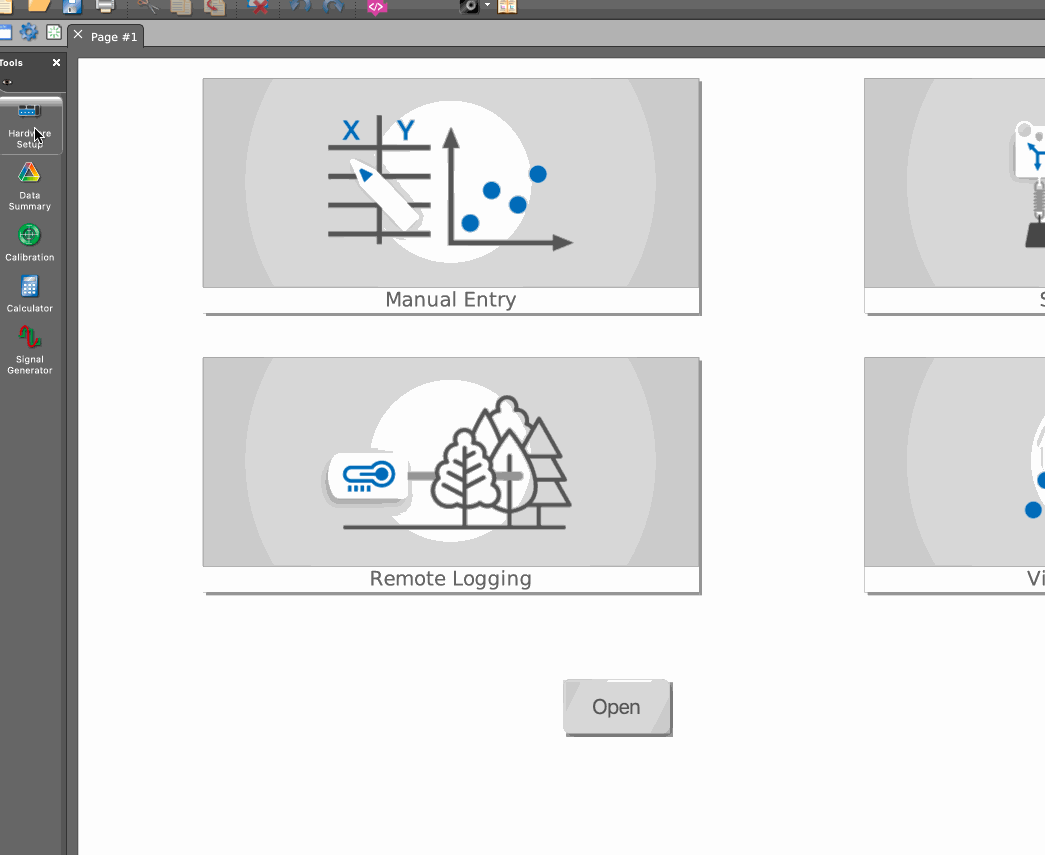 Page #1
Tools
Hardware
Setup
Data
Summary
Calibration
Calculator
Signal
Generator
X Y
Manual Entry
S
Remote Logging
Vi
Open